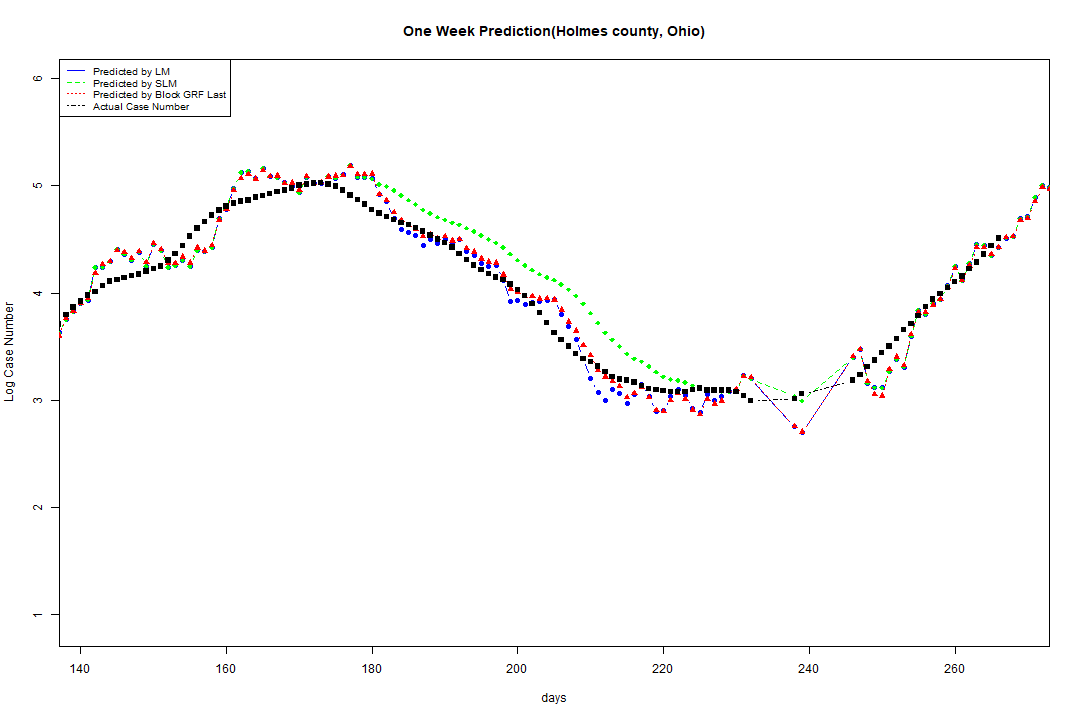 One Week Prediction(Holmes county, Ohio)
Predicted by LM
Predicted by SLM
Predicted by Block GRF Last
Actual Case Number
6
5
4
3
2
1
Log Case Number
140 160 180 200 220 240 260
days